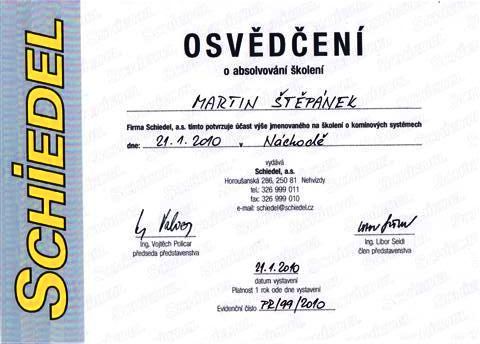 SCHIEDEL
OSVĚDČENÍ
o absolvování školení
MARTIN ŠTĚPÁNEK
Firma Schiedel, a.s. tímto potvrzuje účast výše jmenovaného na školení o komínových systémech
dne: 21.1.2010 v Náchodě
vydává
Schiedel, a.s.
Horoušanská 286, 250 81 Nehvizdy
tel.: 326 999 011
fax: 326 999 010
e-mail: schiedel@schiedel.cz
Ing. Vojtěch Policar
předseda představenstva
Ing. Libor Seidl
člen představenstva
21.1.2010
datum vystavení
Platnost 1 rok ode dne vystavení
Evidenční číslo PR/99/2010